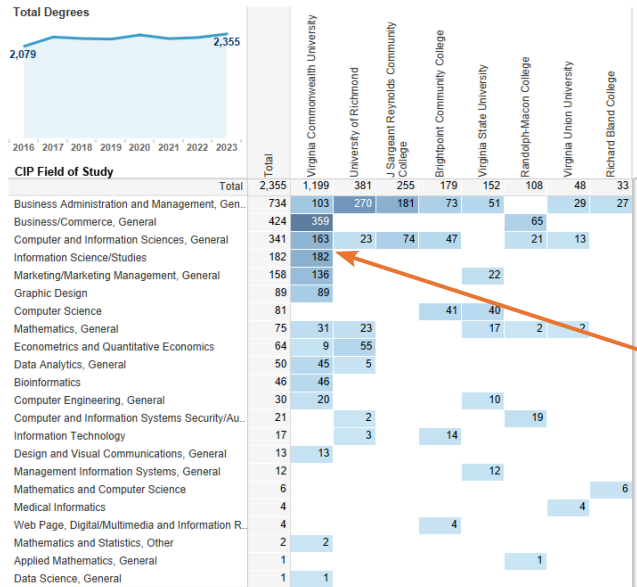 Total Degrees
2,079
2,355
2016 2017 2018 2019 2020 2021 2022 2023
CIP Field of Study
Total
Virginia Commonwealth University
University of Richmond
J Sargeant Reynolds Community College
Brightpoint Community College
Virginia State University
Randolph-Macon College
Virginia Union University
Richard Bland College
Total 2,355 1,199 381 255 179 152 108 48 33
Business Administration and Management, Gen.. 734 103 270 181 73 51 29 27
Business/Commerce, General 424 359 65
Computer and Information Sciences, General 341 163 23 74 47 21 13
Information Science/Studies 182 182
Marketing/Marketing Management, General 158 136 22
Graphic Design 89 89
Computer Science 81 41 40
Mathematics, General 75 31 23 17 2 2
Econometrics and Quantitative Economics 64 9 55
Data Analytics, General 50 45 5
Bioinformatics 46 46
Computer Engineering, General 30 20 10
Computer and Information Systems Security/Au.. 21 2 19
Information Technology 17 3 14
Design and Visual Communications, General 13 13
Management Information Systems, General 12 12
Mathematics and Computer Science 6 6
Medical Informatics 4 4
Web Page, Digital/Multimedia and Information R.. 4 4
Mathematics and Statistics, Other 2 2
Applied Mathematics, General 1 1
Data Science, General 1 1